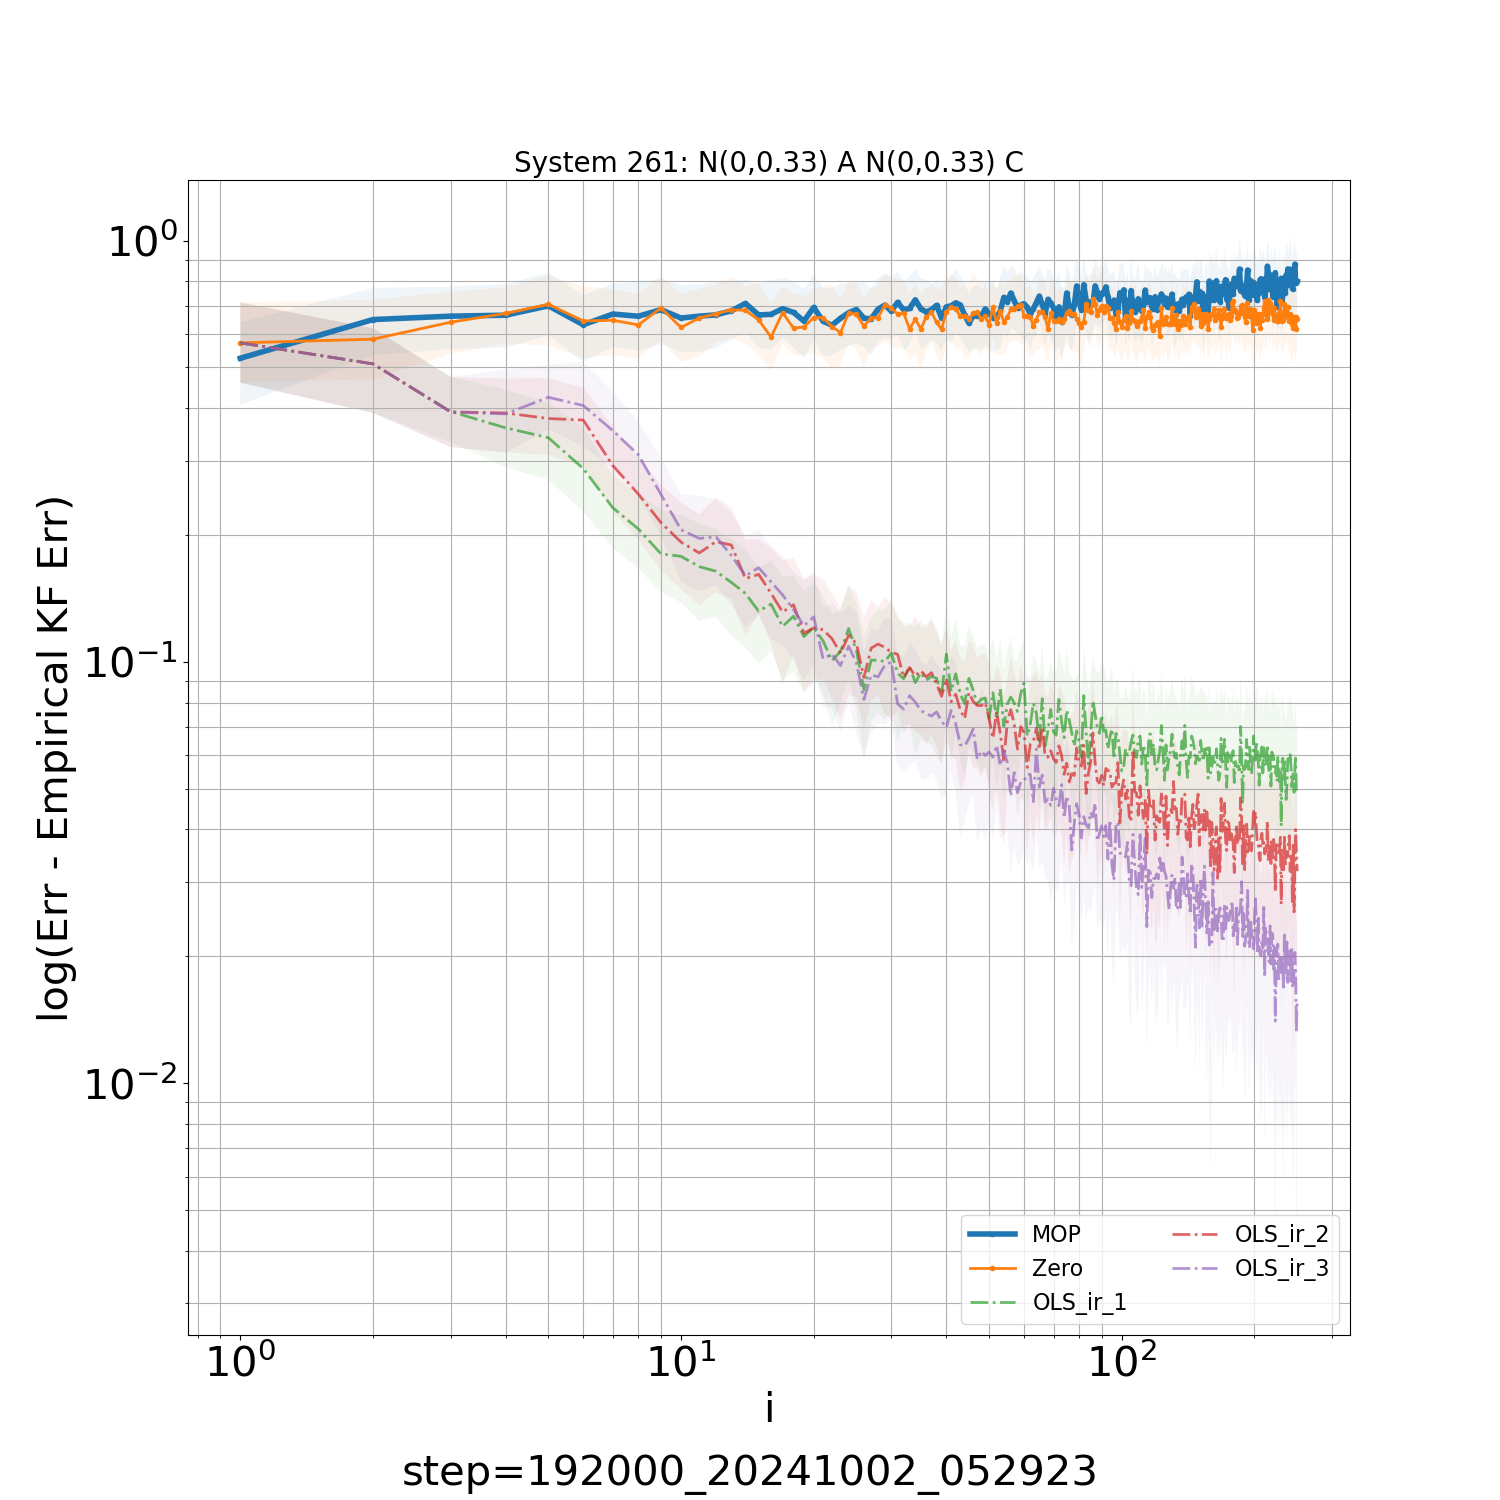 System 261: N(0,0.33) A N(0,0.33) C
log(Err - Empirical KF Err)
10⁰
10⁻¹
10⁻²
10⁰ 10¹ 10²
i
MOP
Zero
OLS_ir_1
OLS_ir_2
OLS_ir_3
step=192000_20241002_052923